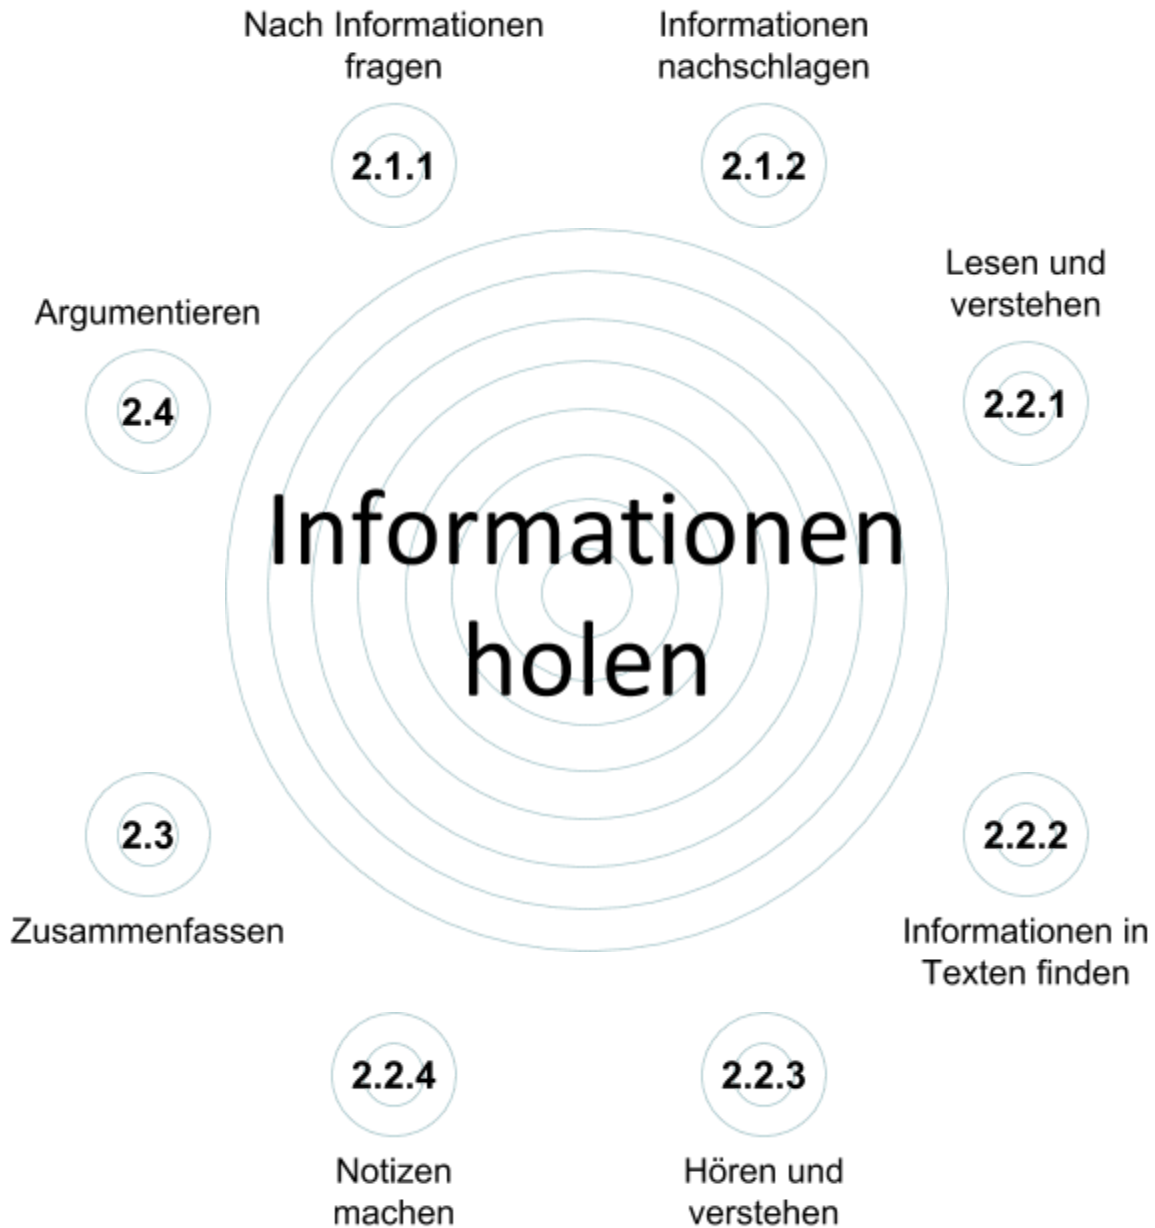 Nach Informationen
fragen
2.1.1
Informationen
nachschlagen
2.1.2
Lesen und
verstehen
2.2.1
Argumentieren
2.4
Informationen
holen
2.3
Zusammenfassen
2.2.2
Informationen in
Texten finden
2.2.4
Notizen
machen
2.2.3
Hören und
verstehen